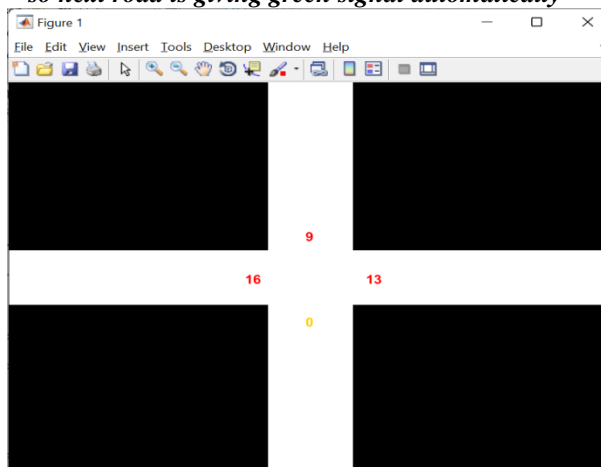 so next road is giving green signal automatically
Figure 1
File Edit View Insert Tools Desktop Window Help
9
16 13
0